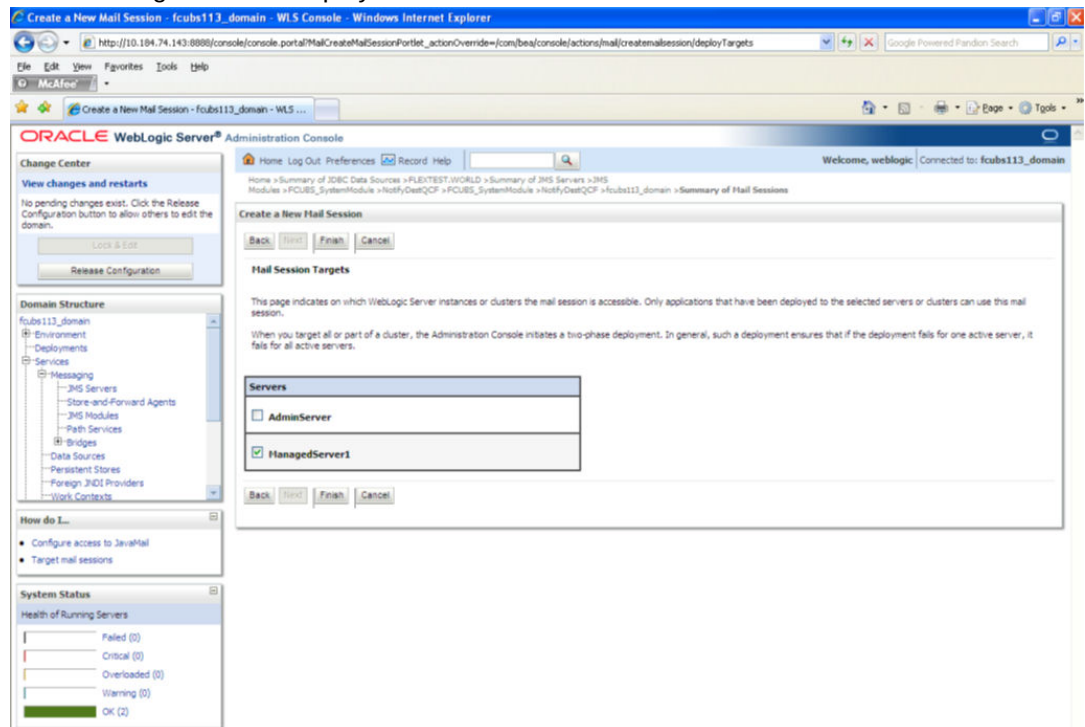 Create a New Mail Session - fcubs113_domain - WLS Console - Windows Internet Explorer
http://10.184.74.143:8888/console/console.portal?MailCreateMailSessionPortlet_actionOverride=/com/bea/console/actions/mail/createmailsession/deployTargets
Google Powered Pandion Search
File Edit View Favorites Tools Help
McAfee
Create a New Mail Session - fcubs113_domain - WLS ...
Page Tools
ORACLE WebLogic Server® Administration Console
Change Center
View changes and restarts
No pending changes exist. Click the Release
Configuration button to allow others to edit the
domain.
Lock & Edit
Release Configuration
Domain Structure
fcubs113_domain
Environment
Deployments
Services
Messaging
JMS Servers
Store-and-Forward Agents
JMS Modules
Path Services
Bridges
Data Sources
Persistent Stores
Foreign JNDI Providers
Work Contexts
How do I...
Configure access to JavaMail
Target mail sessions
System Status
Health of Running Servers
Failed (0)
Critical (0)
Overloaded (0)
Warning (0)
OK (2)
Home Log Out Preferences Record Help
Welcome, weblogic Connected to: fcubs113_domain
Home >Summary of JDBC Data Sources >FLEXTEST.WORLD >Summary of JMS Servers >JMS
Modules >FCUBS_SystemModule >NotifyDestQCF >FCUBS_SystemModule >NotifyDestQCF >fcubs113_domain >Summary of Mail Sessions
Create a New Mail Session
Back Next Finish Cancel
Mail Session Targets
This page indicates on which WebLogic Server instances or clusters the mail session is accessible. Only applications that have been deployed to the selected servers or clusters can use this mail
session.
When you target all or part of a cluster, the Administration Console initiates a two-phase deployment. In general, such a deployment ensures that if the deployment fails for one active server, it
fails for all active servers.
Servers
AdminServer
ManagedServer1
Back Next Finish Cancel